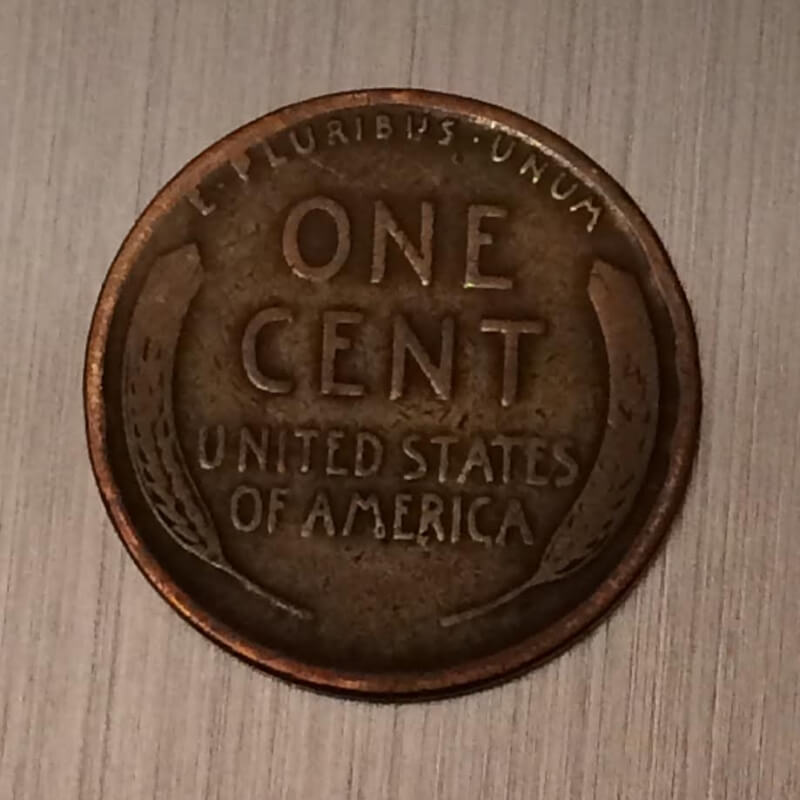 E·PLURIBUS·UNUM
ONE
CENT
UNITED STATES
OF AMERICA